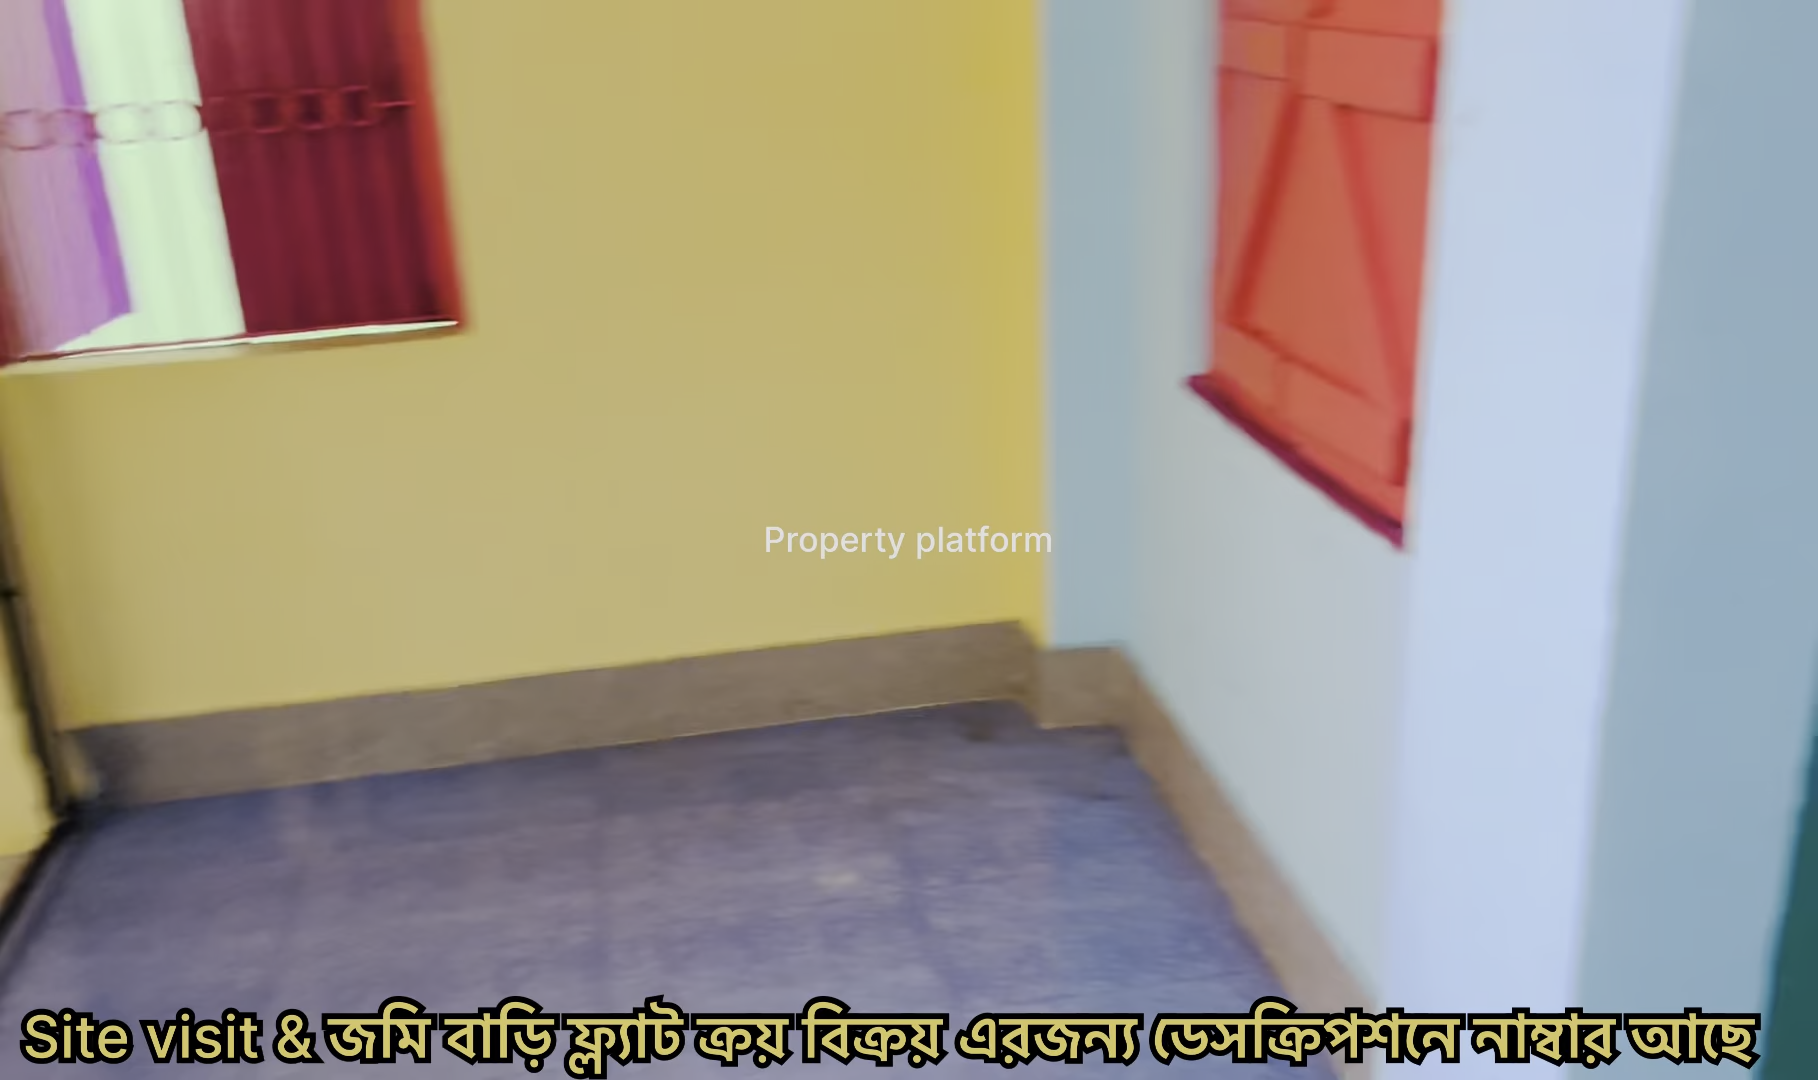 Property platform
Site visit & জমি বাড়ি ফ্ল্যাট ক্রয় বিক্রয় এরজন্য ডেসক্রিপশনে নাম্বার আছে